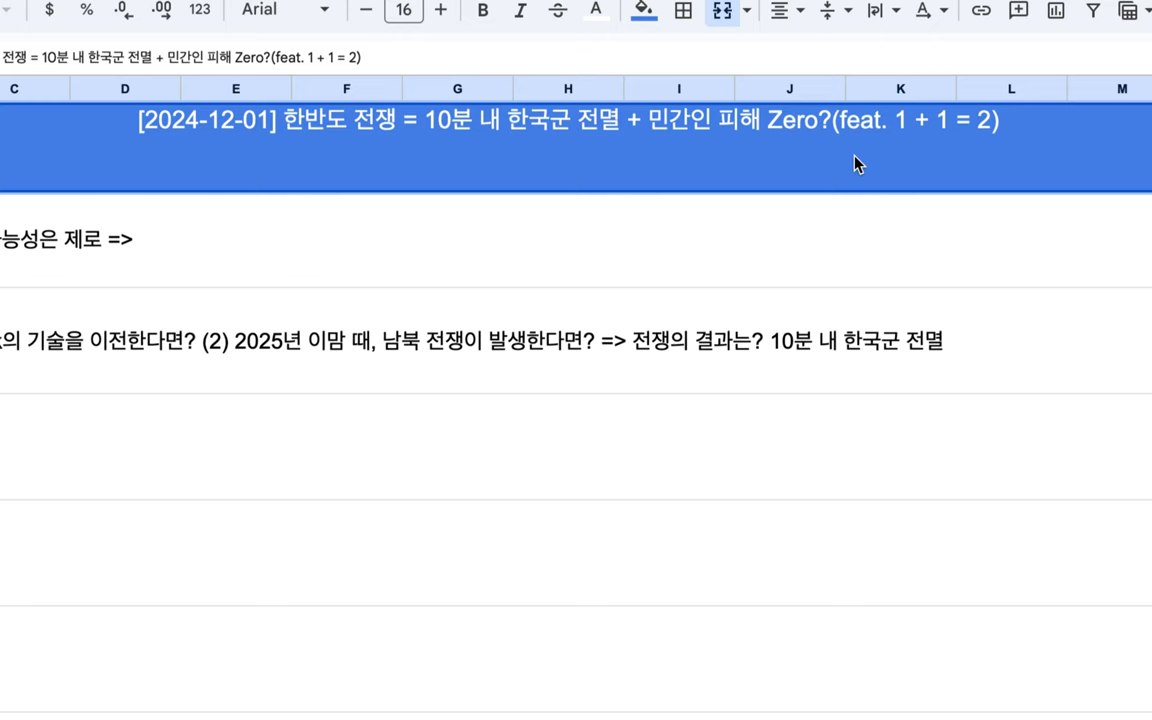 $ % .0 .00 123 Arial 16 B I A
전쟁 = 10분 내 한국군 전멸 + 민간인 피해 Zero?(feat. 1 + 1 = 2)
C D E F G H I J K L M
[2024-12-01] 한반도 전쟁 = 10분 내 한국군 전멸 + 민간인 피해 Zero?(feat. 1 + 1 = 2)
능성은 제로 =>
의 기술을 이전한다면? (2) 2025년 이맘 때, 남북 전쟁이 발생한다면? => 전쟁의 결과는? 10분 내 한국군 전멸